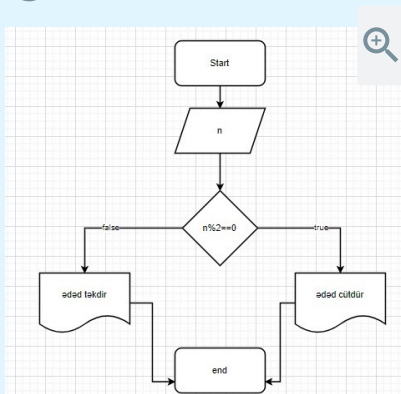 Start
n
n%2==0
false
true
ədəd təkdir
ədəd cütdür
end